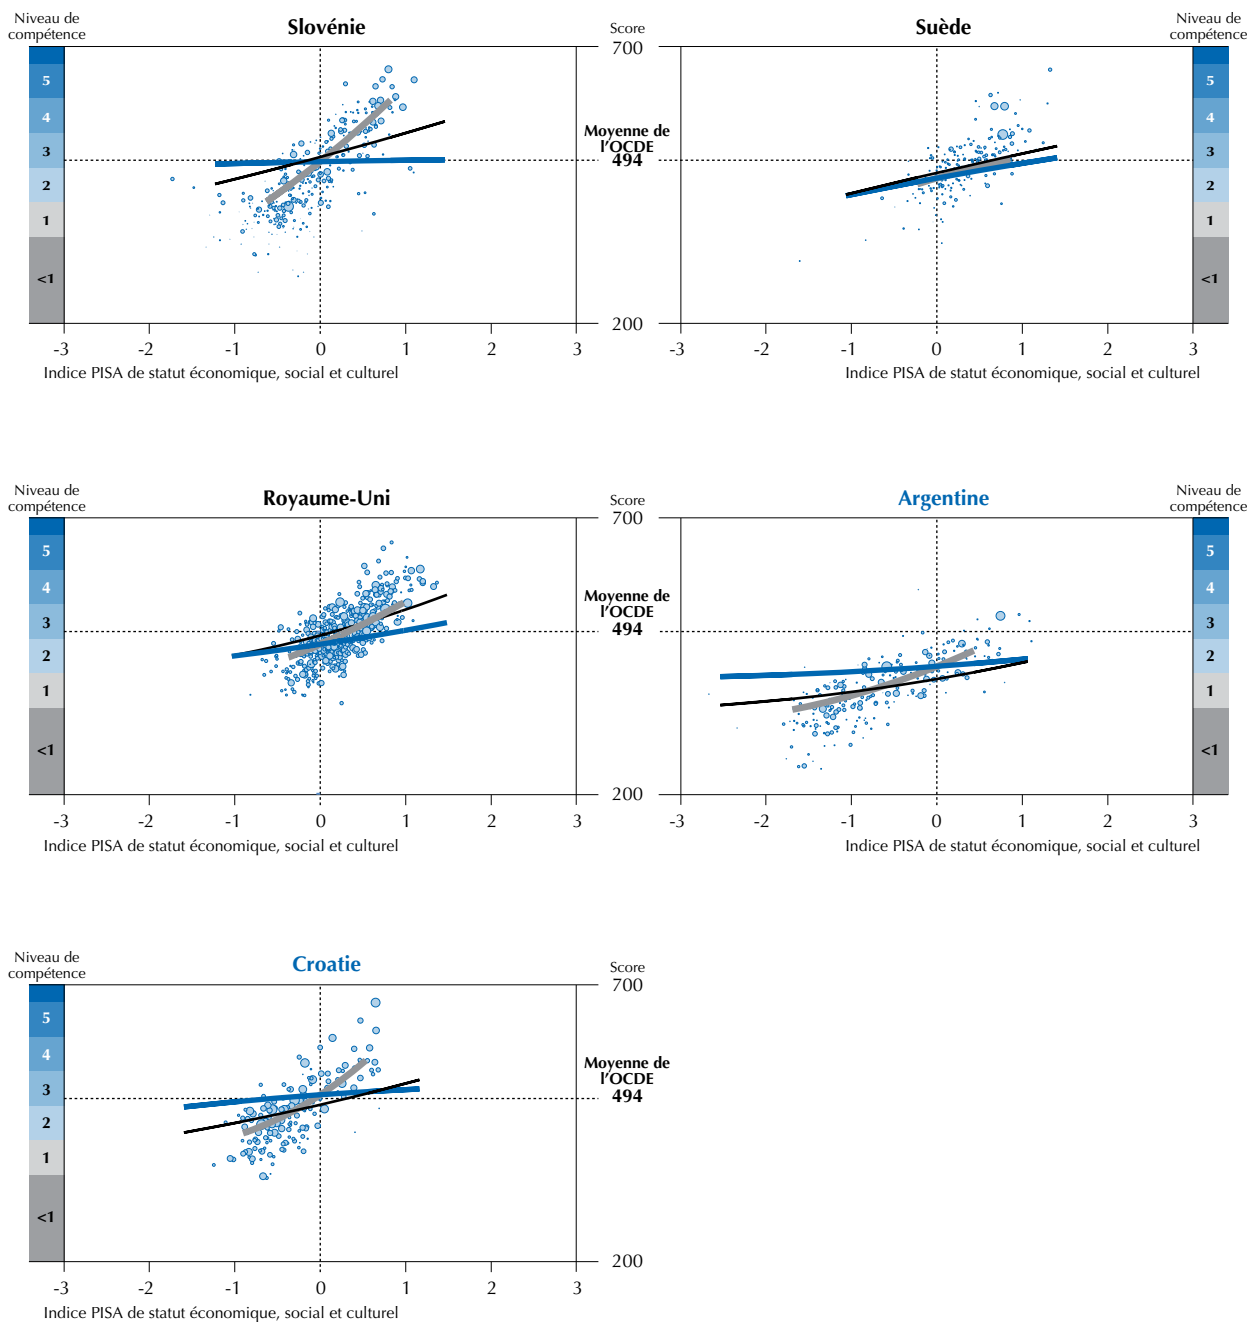 Niveau de
compétence
Slovénie
Score
Suède
Niveau de
compétence
700
5
4
3
2
1
<1
Moyenne de
l’OCDE
494
5
4
3
2
1
<1
200
-3 -2 -1 0 1 2 3
-3 -2 -1 0 1 2 3
Indice PISA de statut économique, social et culturel
Indice PISA de statut économique, social et culturel
Niveau de
compétence
Royaume-Uni
Score
Argentine
Niveau de
compétence
700
5
4
3
2
1
<1
Moyenne de
l’OCDE
494
5
4
3
2
1
<1
200
-3 -2 -1 0 1 2 3
-3 -2 -1 0 1 2 3
Indice PISA de statut économique, social et culturel
Indice PISA de statut économique, social et culturel
Niveau de
compétence
Croatie
Score
700
5
4
3
2
1
<1
Moyenne de
l’OCDE
494
200
-3 -2 -1 0 1 2 3
Indice PISA de statut économique, social et culturel